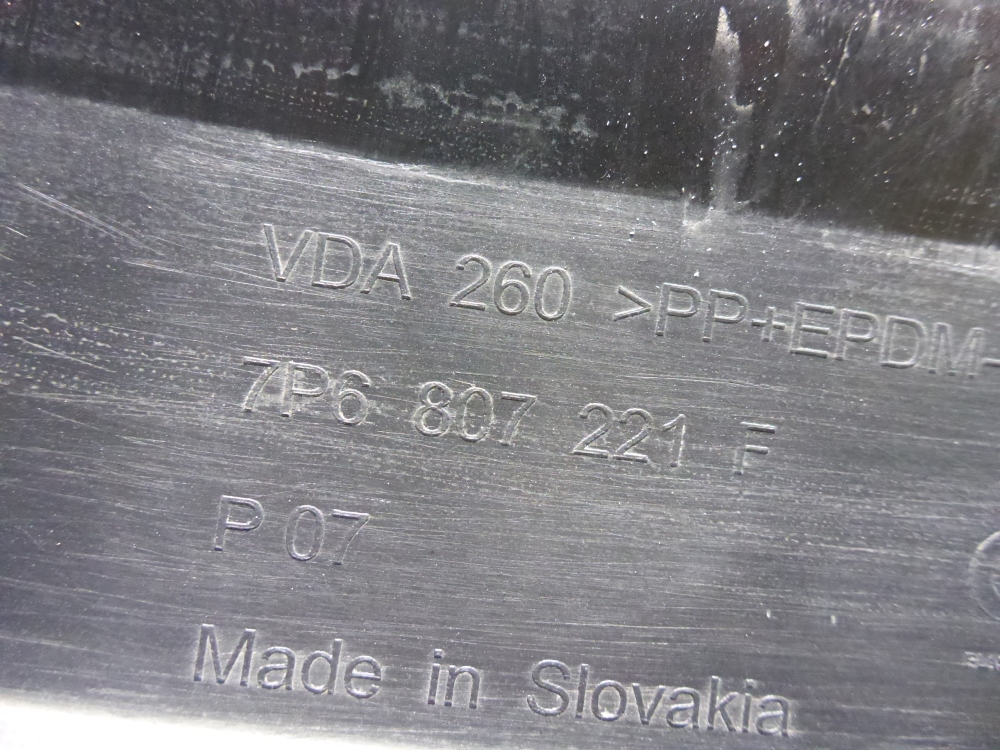 VDA 260 >PP+EPDM-
7P6 807 221 F
P 07
Made in Slovakia